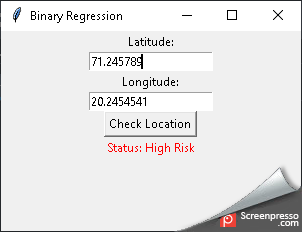 Binary Regression
Latitude:
71.245789
Longitude:
20.2454541
Check Location
Status: High Risk
Screenpresso
.com